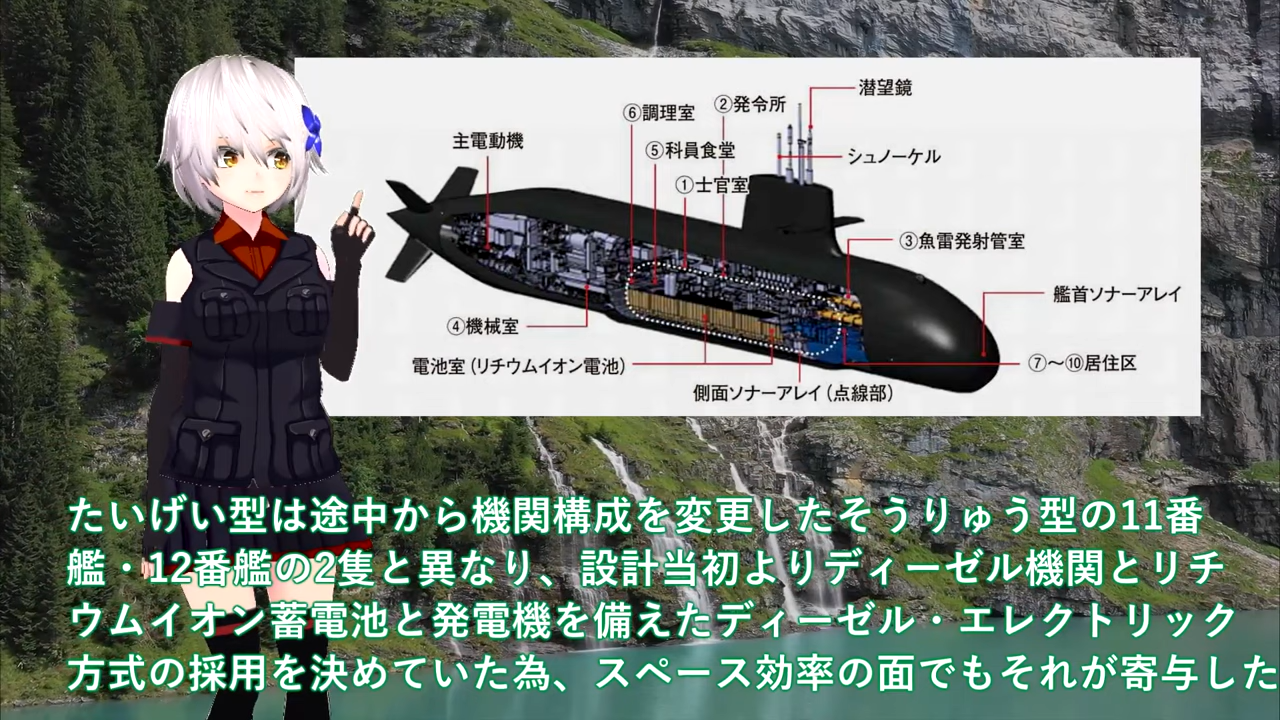 潜望鏡
②発令所
⑥調理室
主電動機
⑤科員食堂
シュノーケル
①士官室
③魚雷発射管室
艦首ソナーアレイ
④機械室
電池室(リチウムイオン電池)
⑦〜⑩居住区
側面ソナーアレイ(点線部)
たいげい型は途中から機関構成を変更したそうりゅう型の11番
艦・12番艦の2隻と異なり、設計当初よりディーゼル機関とリチ
ウムイオン蓄電池と発電機を備えたディーゼル・エレクトリック
方式の採用を決めていた為、スペース効率の面でもそれが寄与した